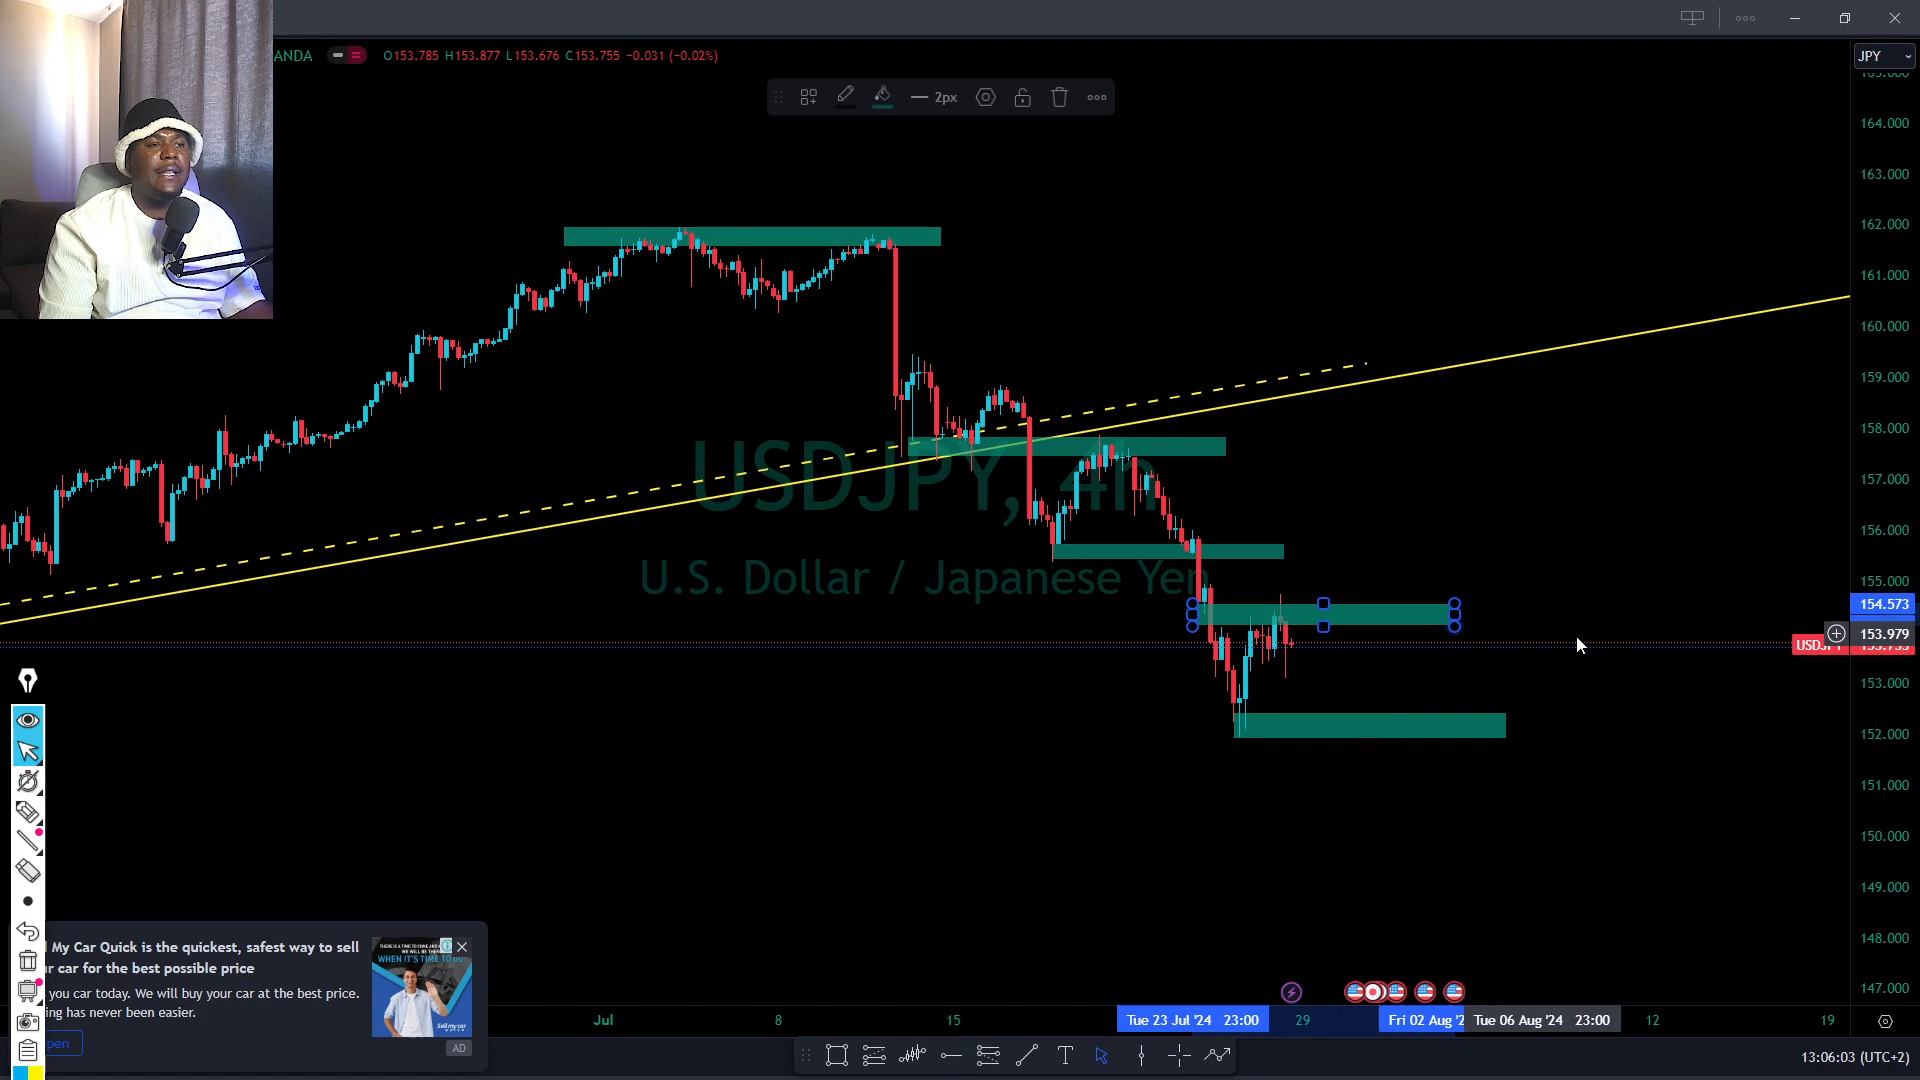 ANDA O153.785 H153.877 L153.676 C153.755 −0.031 (−0.02%)
JPY
2px
164.000
163.000
162.000
161.000
160.000
159.000
158.000
157.000
156.000
155.000
154.573
153.979
153.000
152.000
151.000
150.000
149.000
148.000
147.000
USDJPY, 4h
U.S. Dollar / Japanese Yen
My Car Quick is the quickest, safest way to sell
car for the best possible price
you car today. We will buy your car at the best price.
ing has never been easier.
pen
WHEN IT'S TIME TO
AD
Jul
8
15
Tue 23 Jul '24 23:00
29
Fri 02 Aug '2
Tue 06 Aug '24 23:00
12
19
T
13:06:03 (UTC+2)